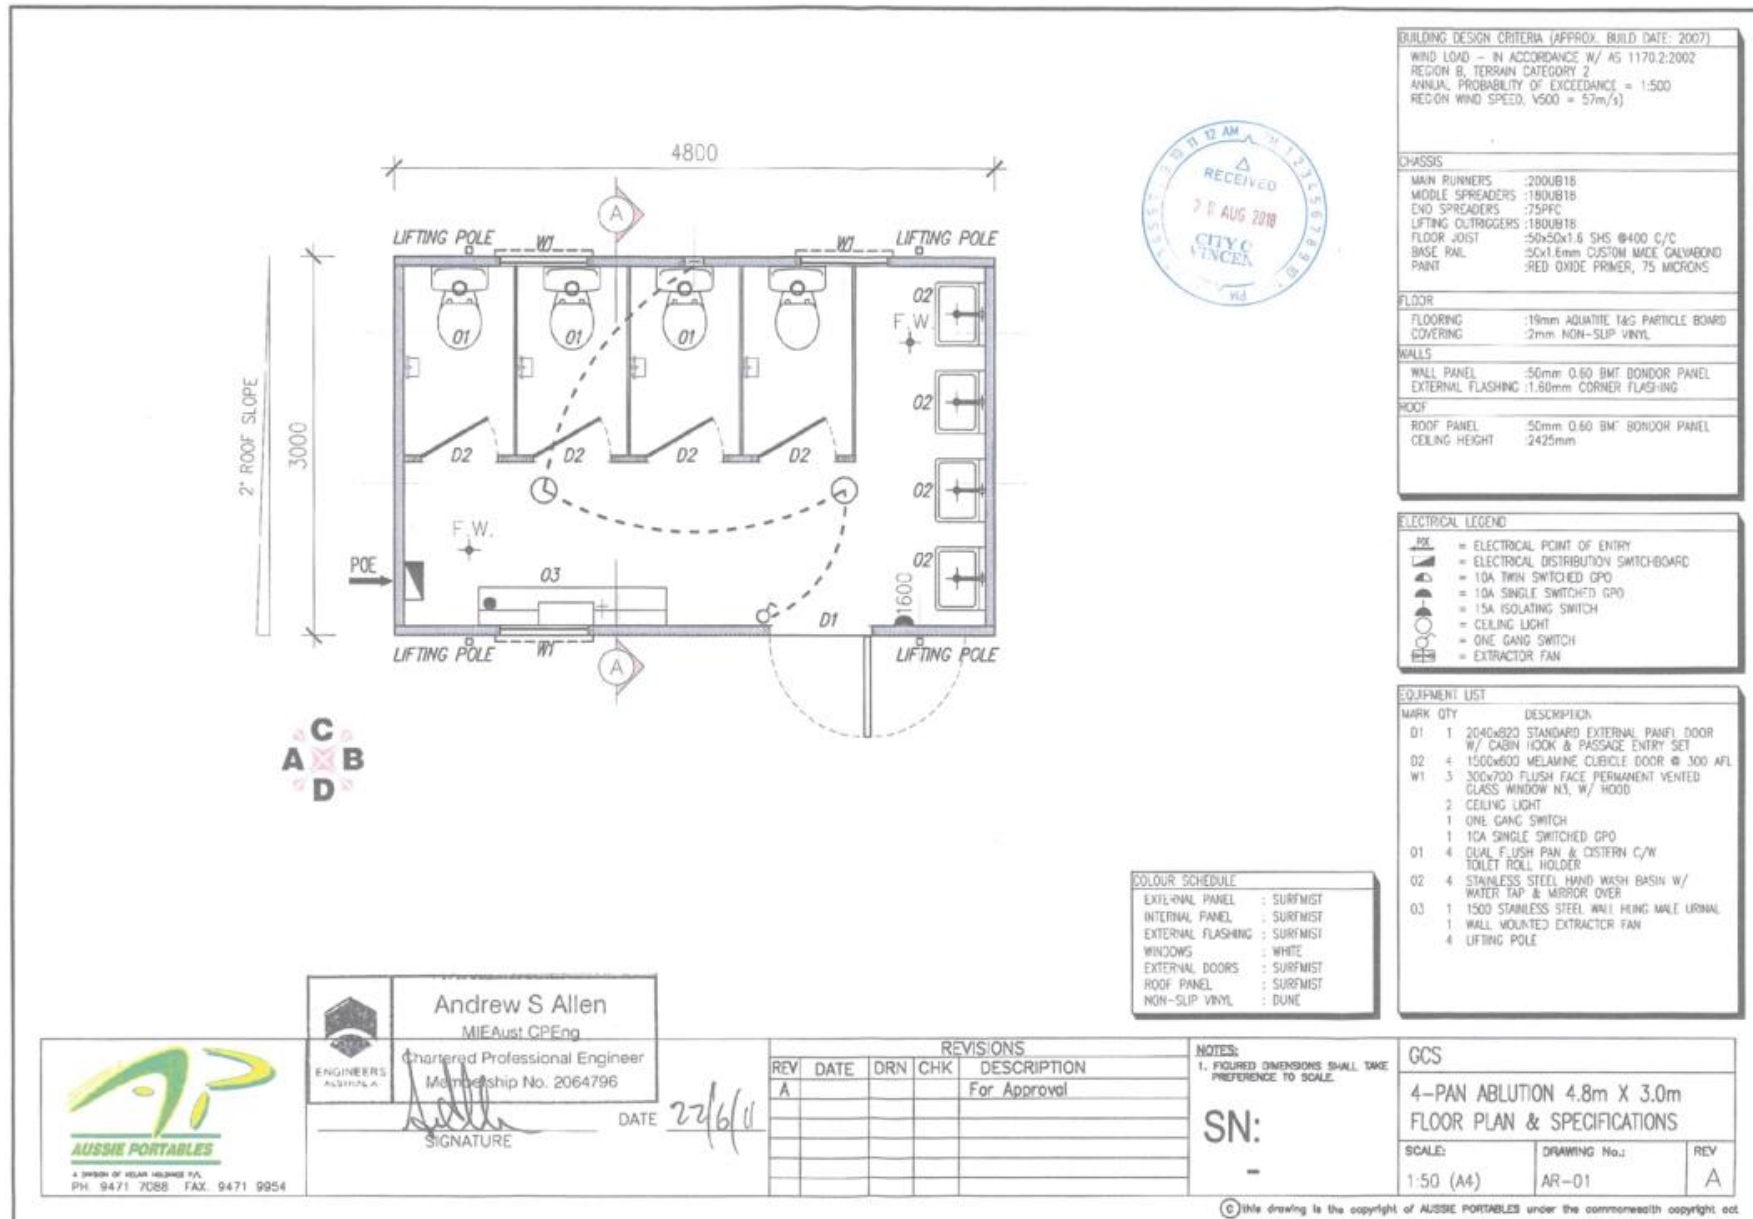 4800
A
LIFTING POLE
W1
W1
LIFTING POLE
2° ROOF SLOPE
3000
01
01
01
02
F.W.
02
02
02
D2
D2
D2
D2
F.W.
POE
03
1600
D1
LIFTING POLE
W1
A
LIFTING POLE
C
A B
D
RECEIVED
AUG 2018
CITY
BUILDING DESIGN CRITERIA (APPROX. BUILD DATE: 2007)
WIND LOAD - IN ACCORDANCE W/ AS 1170.2:2002
REGION B, TERRAIN CATEGORY 2
ANNUAL PROBABILITY OF EXCEEDANCE = 1:500
REGION WIND SPEED, V500 = 57m/s)
CHASSIS
MAIN RUNNERS :200UB18
MIDDLE SPREADERS :180UB18
END SPREADERS :75PFC
LIFTING OUTRIGGERS :180UB18
FLOOR JOIST :50x50x1.6 SHS @400 C/C
BASE RAIL :50x1.6mm CUSTOM MADE GALVABOND
PAINT :RED OXIDE PRIMER, 75 MICRONS
FLOOR
FLOORING :19mm AQUATITE T&G PARTICLE BOARD
COVERING :2mm NON-SLIP VINYL
WALLS
WALL PANEL :50mm 0.60 BMT BONDOR PANEL
EXTERNAL FLASHING :1.60mm CORNER FLASHING
ROOF
ROOF PANEL :50mm 0.60 BMT BONDOR PANEL
CEILING HEIGHT :2425mm
ELECTRICAL LEGEND
POE = ELECTRICAL POINT OF ENTRY
= ELECTRICAL DISTRIBUTION SWITCHBOARD
= 10A TWIN SWITCHED GPO
= 10A SINGLE SWITCHED GPO
= 15A ISOLATING SWITCH
= CEILING LIGHT
= ONE GANG SWITCH
= EXTRACTOR FAN
EQUIPMENT LIST
MARK QTY DESCRIPTION
D1 1 2040x820 STANDARD EXTERNAL PANEL DOOR
W/ CABIN HOOK & PASSAGE ENTRY SET
D2 4 1500x600 MELAMINE CUBICLE DOOR @ 300 AFL
W1 3 300x700 FLUSH FACE PERMANENT VENTED
GLASS WINDOW N3, W/ HOOD
2 CEILING LIGHT
1 ONE GANG SWITCH
1 10A SINGLE SWITCHED GPO
01 4 DUAL FLUSH PAN & CISTERN C/W
TOILET ROLL HOLDER
02 4 STAINLESS STEEL HAND WASH BASIN W/
WATER TAP & MIRROR OVER
03 1 1500 STAINLESS STEEL WALL HUNG MALE URINAL
1 WALL MOUNTED EXTRACTOR FAN
4 LIFTING POLE
COLOUR SCHEDULE
EXTERNAL PANEL : SURFMIST
INTERNAL PANEL : SURFMIST
EXTERNAL FLASHING : SURFMIST
WINDOWS : WHITE
EXTERNAL DOORS : SURFMIST
ROOF PANEL : SURFMIST
NON-SLIP VINYL : DUNE
AUSSIE PORTABLES
A DIVISION OF KELAIR HOLDINGS P/L
PH. 9471 7088 FAX. 9471 9954
ENGINEERS
AUSTRALIA
Andrew S Allen
MIEAust CPEng
Chartered Professional Engineer
Membership No. 2064796
SIGNATURE
DATE 22/6/11
REVISIONS
REV DATE DRN CHK DESCRIPTION
A For Approval
NOTES:
1. FIGURED DIMENSIONS SHALL TAKE
PREFERENCE TO SCALE.
SN:
-
GCS
4-PAN ABLUTION 4.8m X 3.0m
FLOOR PLAN & SPECIFICATIONS
SCALE: DRAWING No.: REV
1:50 (A4) AR-01 A
© this drawing is the copyright of AUSSIE PORTABLES under the commonwealth copyright act.